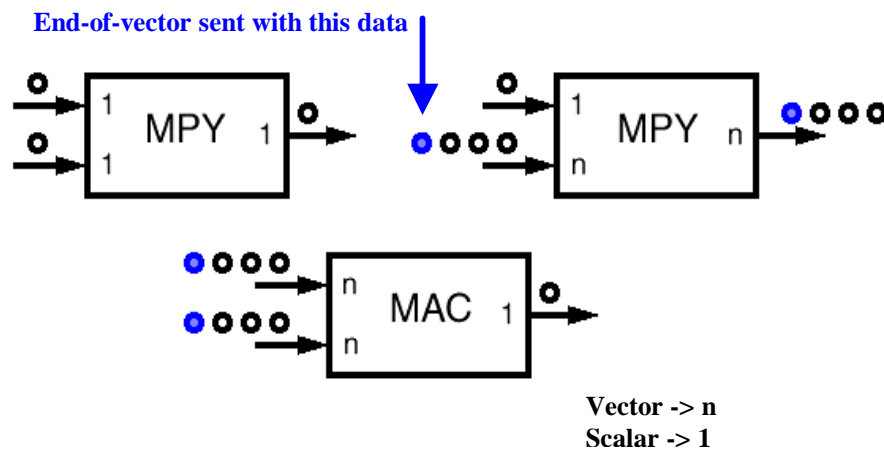 End-of-vector sent with this data
1
MPY
1
1
1
MPY
n
n
n
MAC
1
n
Vector -> n
Scalar -> 1